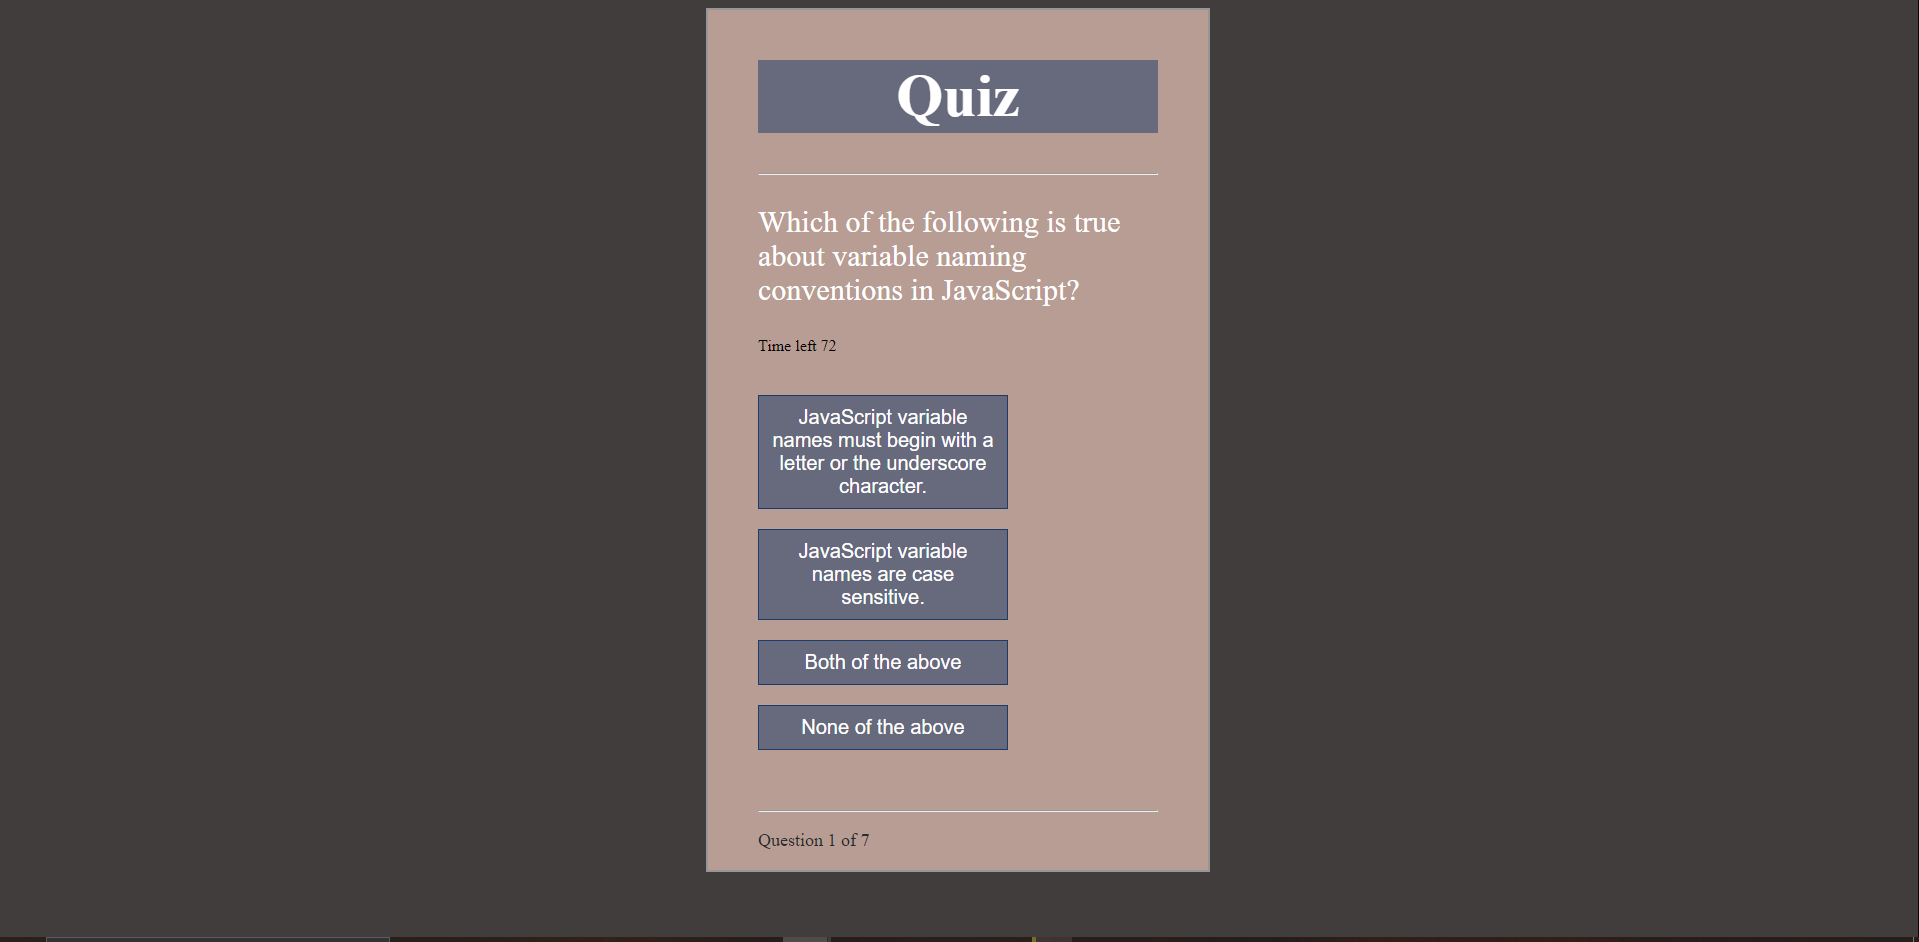 Quiz
Which of the following is true
about variable naming
conventions in JavaScript?
Time left 72
JavaScript variable
names must begin with a
letter or the underscore
character.
JavaScript variable
names are case
sensitive.
Both of the above
None of the above
Question 1 of 7